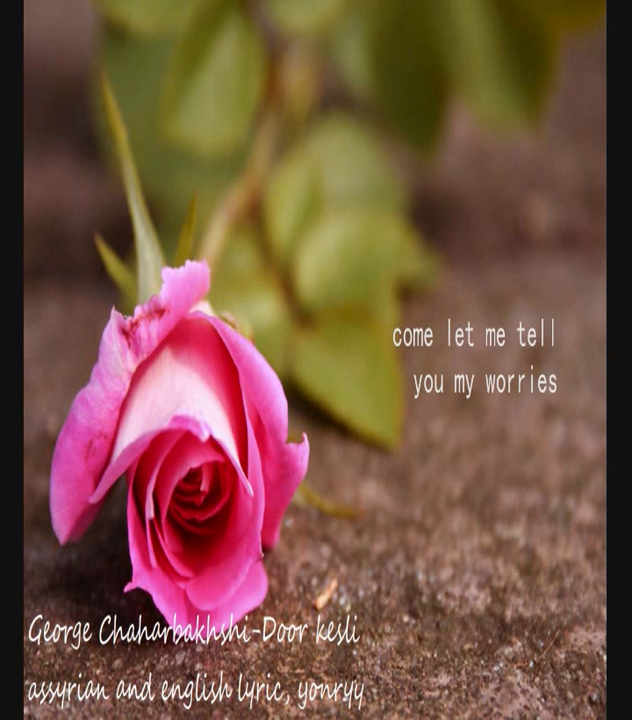 come let me tell
you my worries
George Chaharbakhshi-Door kesli
assyrian and english lyric, yonryy